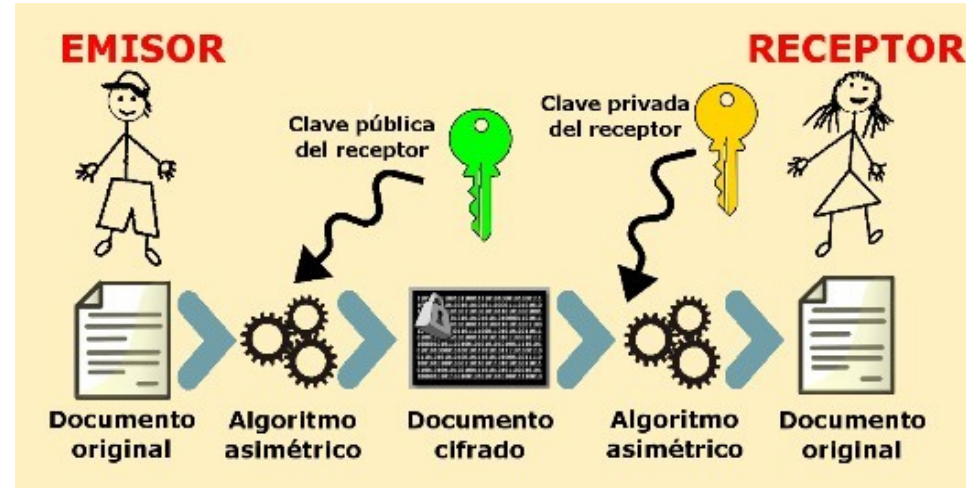 EMISOR
RECEPTOR
Clave pública
del receptor
Clave privada
del receptor
Documento
original
Algoritmo
asimétrico
Documento
cifrado
Algoritmo
asimétrico
Documento
original